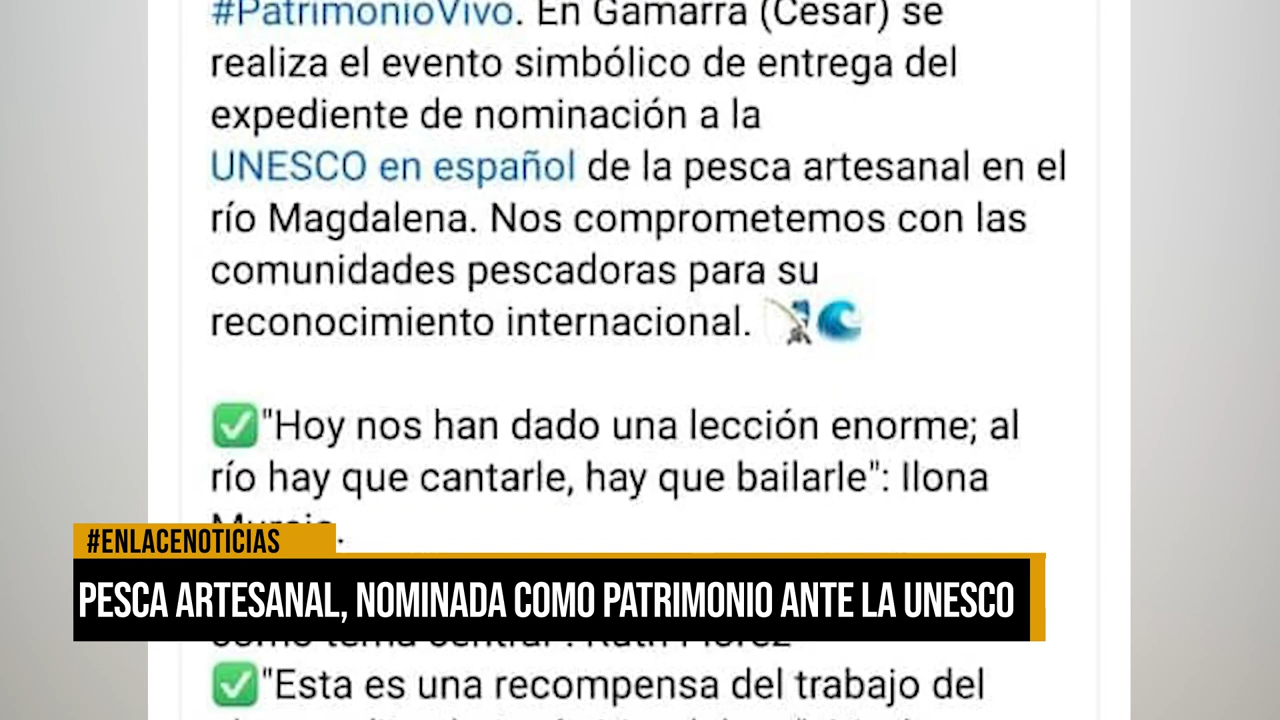 #PatrimonioVivo. En Gamarra (Cesar) se
realiza el evento simbólico de entrega del
expediente de nominación a la
UNESCO en español de la pesca artesanal en el
río Magdalena. Nos comprometemos con las
comunidades pescadoras para su
reconocimiento internacional.
✅"Hoy nos han dado una lección enorme; al
río hay que cantarle, hay que bailarle": Ilona
#ENLACENOTICIAS
PESCA ARTESANAL, NOMINADA COMO PATRIMONIO ANTE LA UNESCO
✅"Esta es una recompensa del trabajo del